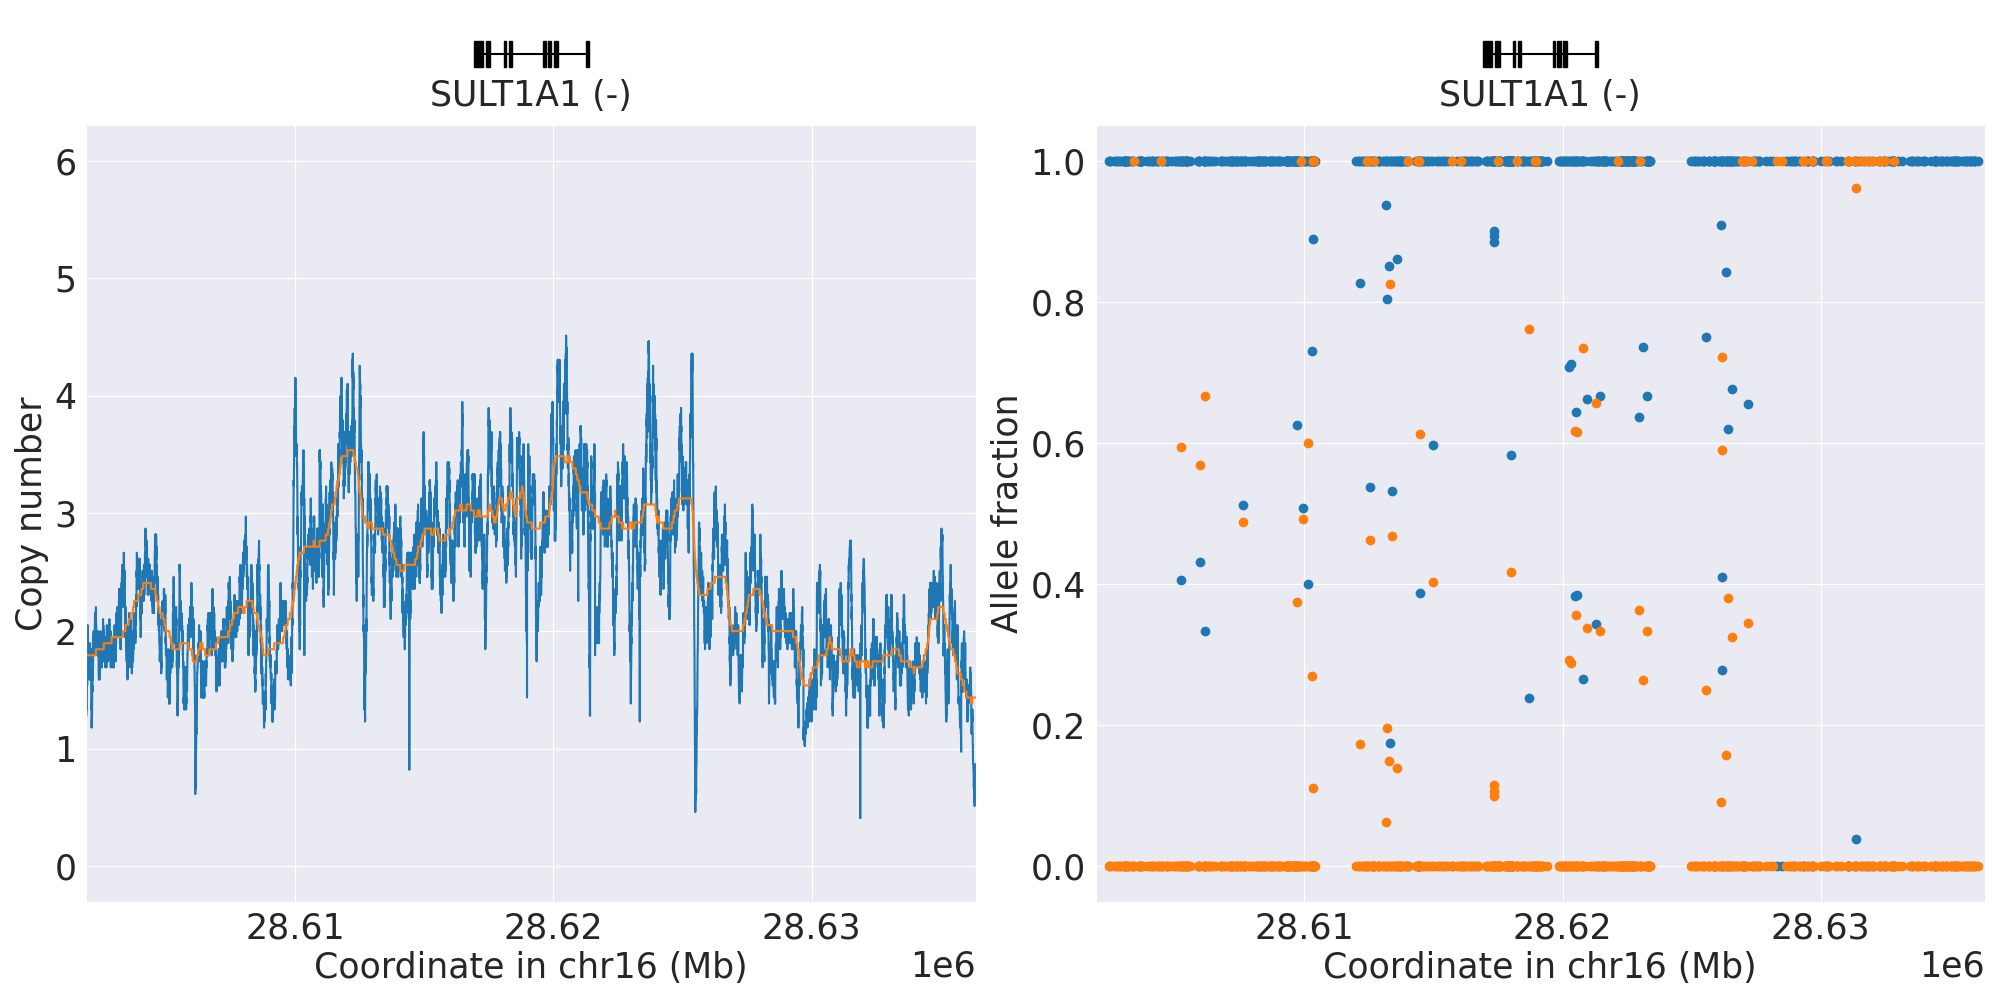 SULT1A1 (-)
6
5
4
3
2
1
0
Copy number
28.61
28.62
28.63
Coordinate in chr16 (Mb)
1e6
SULT1A1 (-)
1.0
0.8
0.6
0.4
0.2
0.0
Allele fraction
28.61
28.62
28.63
Coordinate in chr16 (Mb)
1e6